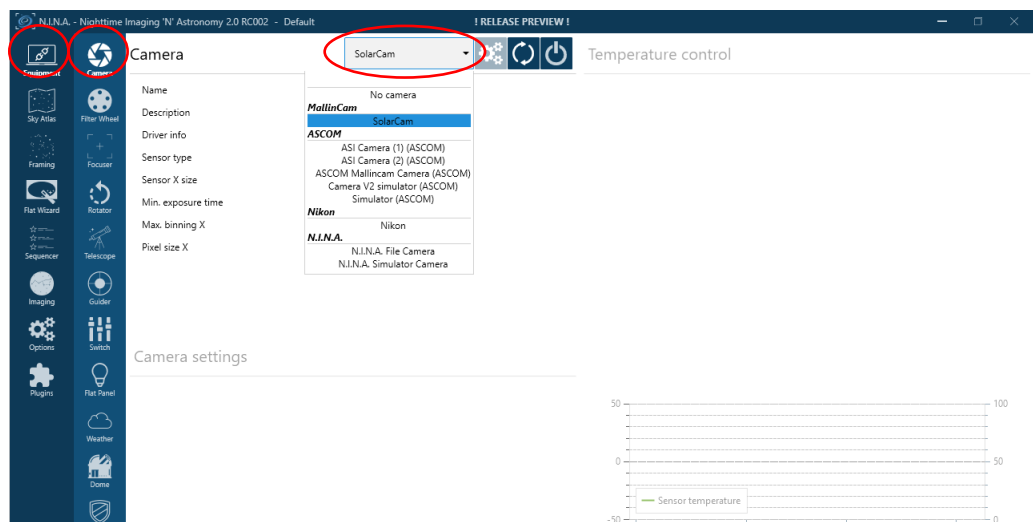 N.I.N.A. - Nighttime Imaging 'N' Astronomy 2.0 RC002 - Default
! RELEASE PREVIEW !
Equipment
Sky Atlas
Framing
Flat Wizard
Sequencer
Imaging
Options
Plugins
Camera
Filter Wheel
Focuser
Rotator
Telescope
Guider
Switch
Flat Panel
Weather
Dome
Camera
SolarCam
Name
Description
Driver info
Sensor type
Sensor X size
Min. exposure time
Max. binning X
Pixel size X
No camera
MallinCam
SolarCam
ASCOM
ASI Camera (1) (ASCOM)
ASI Camera (2) (ASCOM)
ASCOM Mallincam Camera (ASCOM)
Camera V2 simulator (ASCOM)
Simulator (ASCOM)
Nikon
Nikon
N.I.N.A.
N.I.N.A. File Camera
N.I.N.A. Simulator Camera
Camera settings
Temperature control
50
100
0
50
Sensor temperature
-50
0